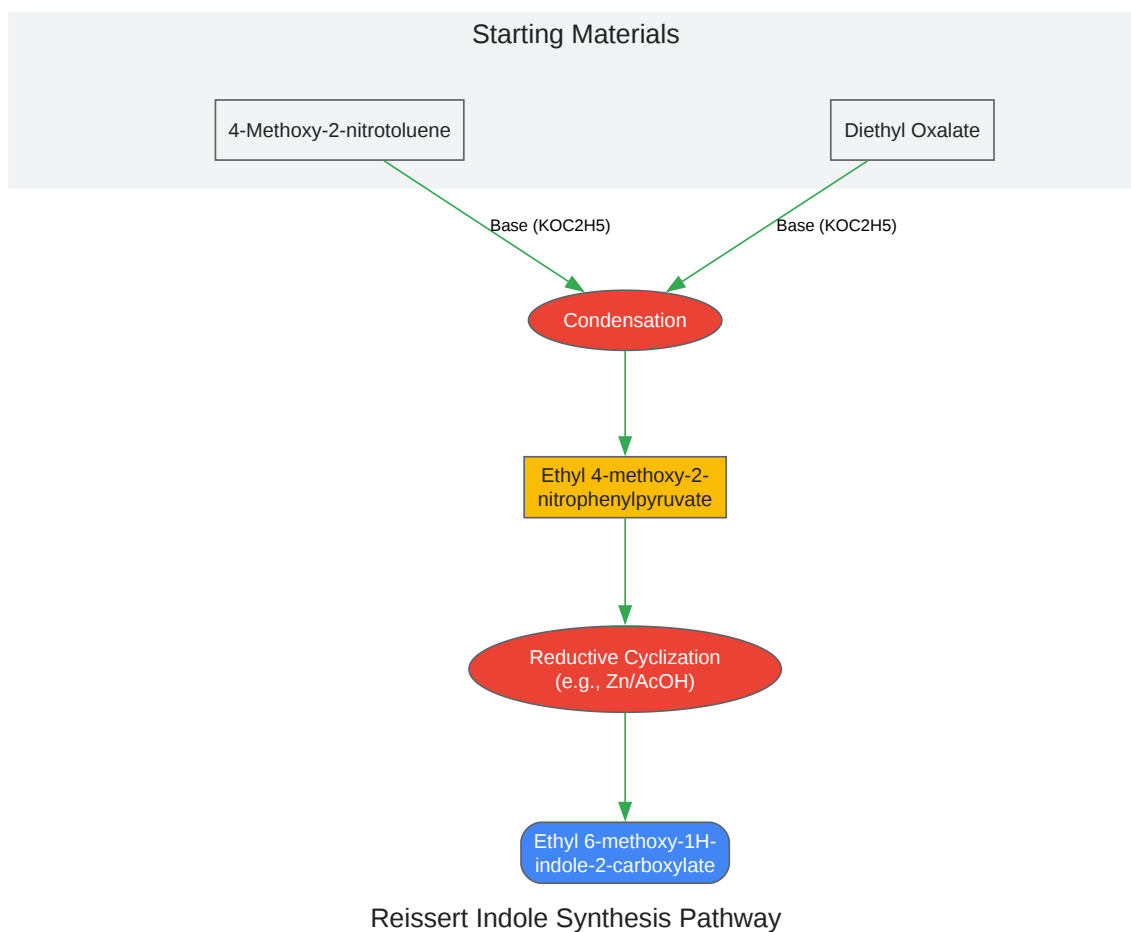 Starting Materials
4-Methoxy-2-nitrotoluene
Diethyl Oxalate
Base (KOC2H5)
Base (KOC2H5)
Condensation
Ethyl 4-methoxy-2-
nitrophenylpyruvate
Reductive Cyclization
(e.g., Zn/AcOH)
Ethyl 6-methoxy-1H-
indole-2-carboxylate
Reissert Indole Synthesis Pathway